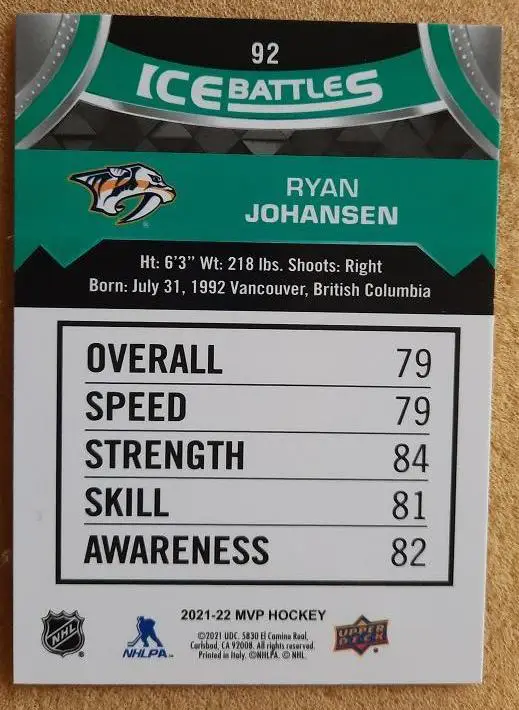 92
ICE BATTLES
RYAN
JOHANSEN
Ht: 6'3" Wt: 218 lbs. Shoots: Right
Born: July 31, 1992 Vancouver, British Columbia
OVERALL 79
SPEED 79
STRENGTH 84
SKILL 81
AWARENESS 82
2021-22 MVP HOCKEY
©2021 UDC. 5830 El Camino Real,
Carlsbad, CA 92008. All rights reserved.
Printed in Italy. ©NHLPA. © NHL.
NHL
NHLPA
UPPER
DECK